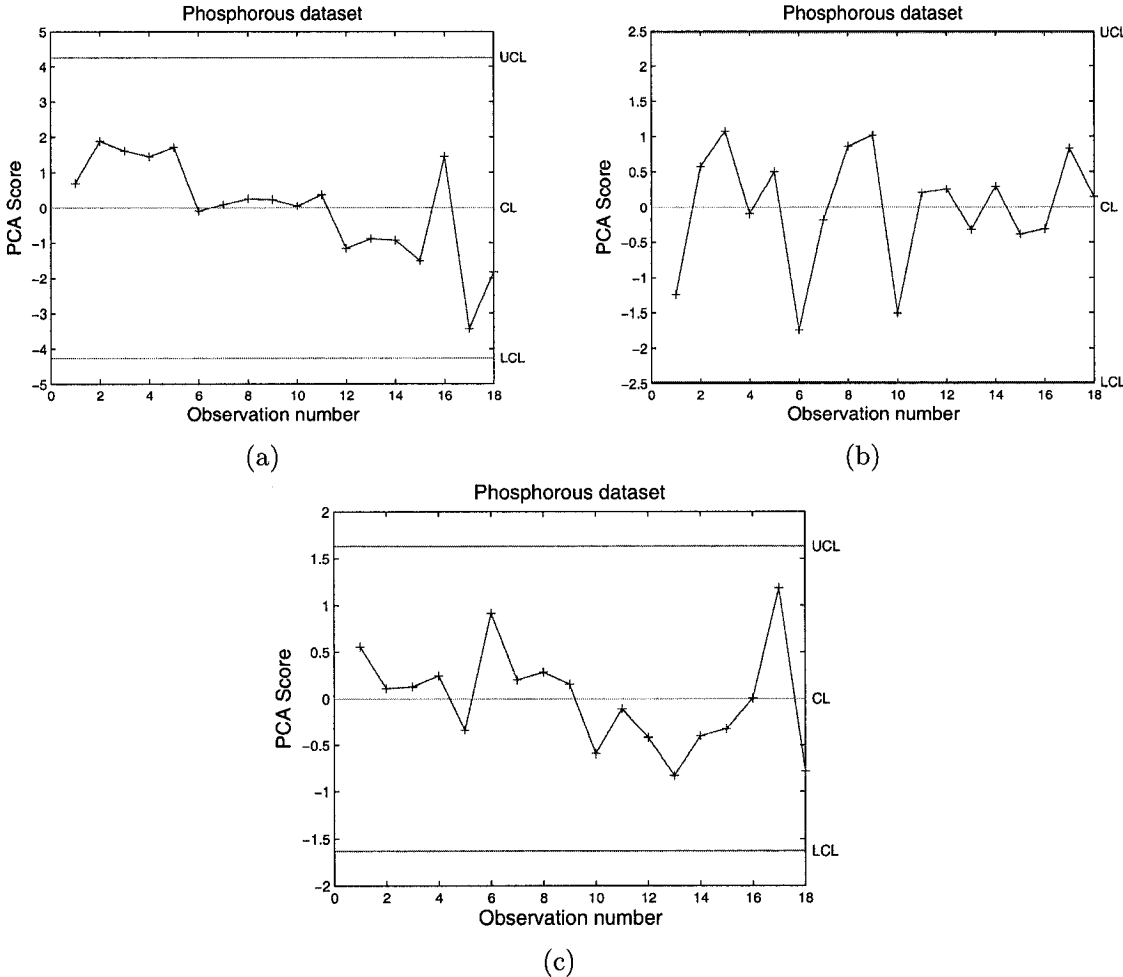 Phosphorous dataset
5
UCL
4
3
2
1
0
CL
−1
−2
−3
−4
LCL
−5
PCA Score
0 2 4 6 8 10 12 14 16 18
Observation number
(a)
Phosphorous dataset
2.5
UCL
2
1.5
1
0.5
0
CL
−0.5
−1
−1.5
−2
−2.5
LCL
PCA Score
0 2 4 6 8 10 12 14 16 18
Observation number
(b)
Phosphorous dataset
2
UCL
1.5
1
0.5
0
CL
−0.5
−1
−1.5
LCL
−2
PCA Score
0 2 4 6 8 10 12 14 16 18
Observation number
(c)